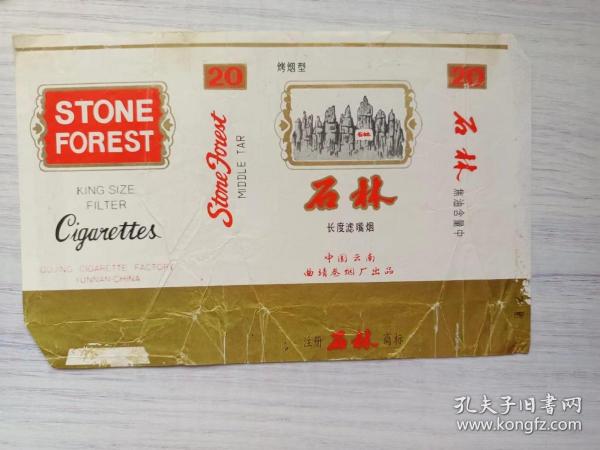 STONE
FOREST
KING SIZE
FILTER
Cigarettes
QUJING CIGARETTE FACTORY
YUNNAN·CHINA
20
Stone Forest
MIDDLE TAR
烤烟型
石林
石林
长度滤嘴烟
中国云南
曲靖卷烟厂出品
注册 石林 商标
20
石林
焦油含量中
孔夫子旧书网
www.kongfz.com